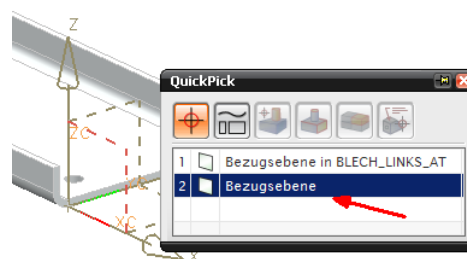 Z
QuickPick
ZC
1 Bezugsebene in BLECH_LINKS_AT
2 Bezugsebene
XC